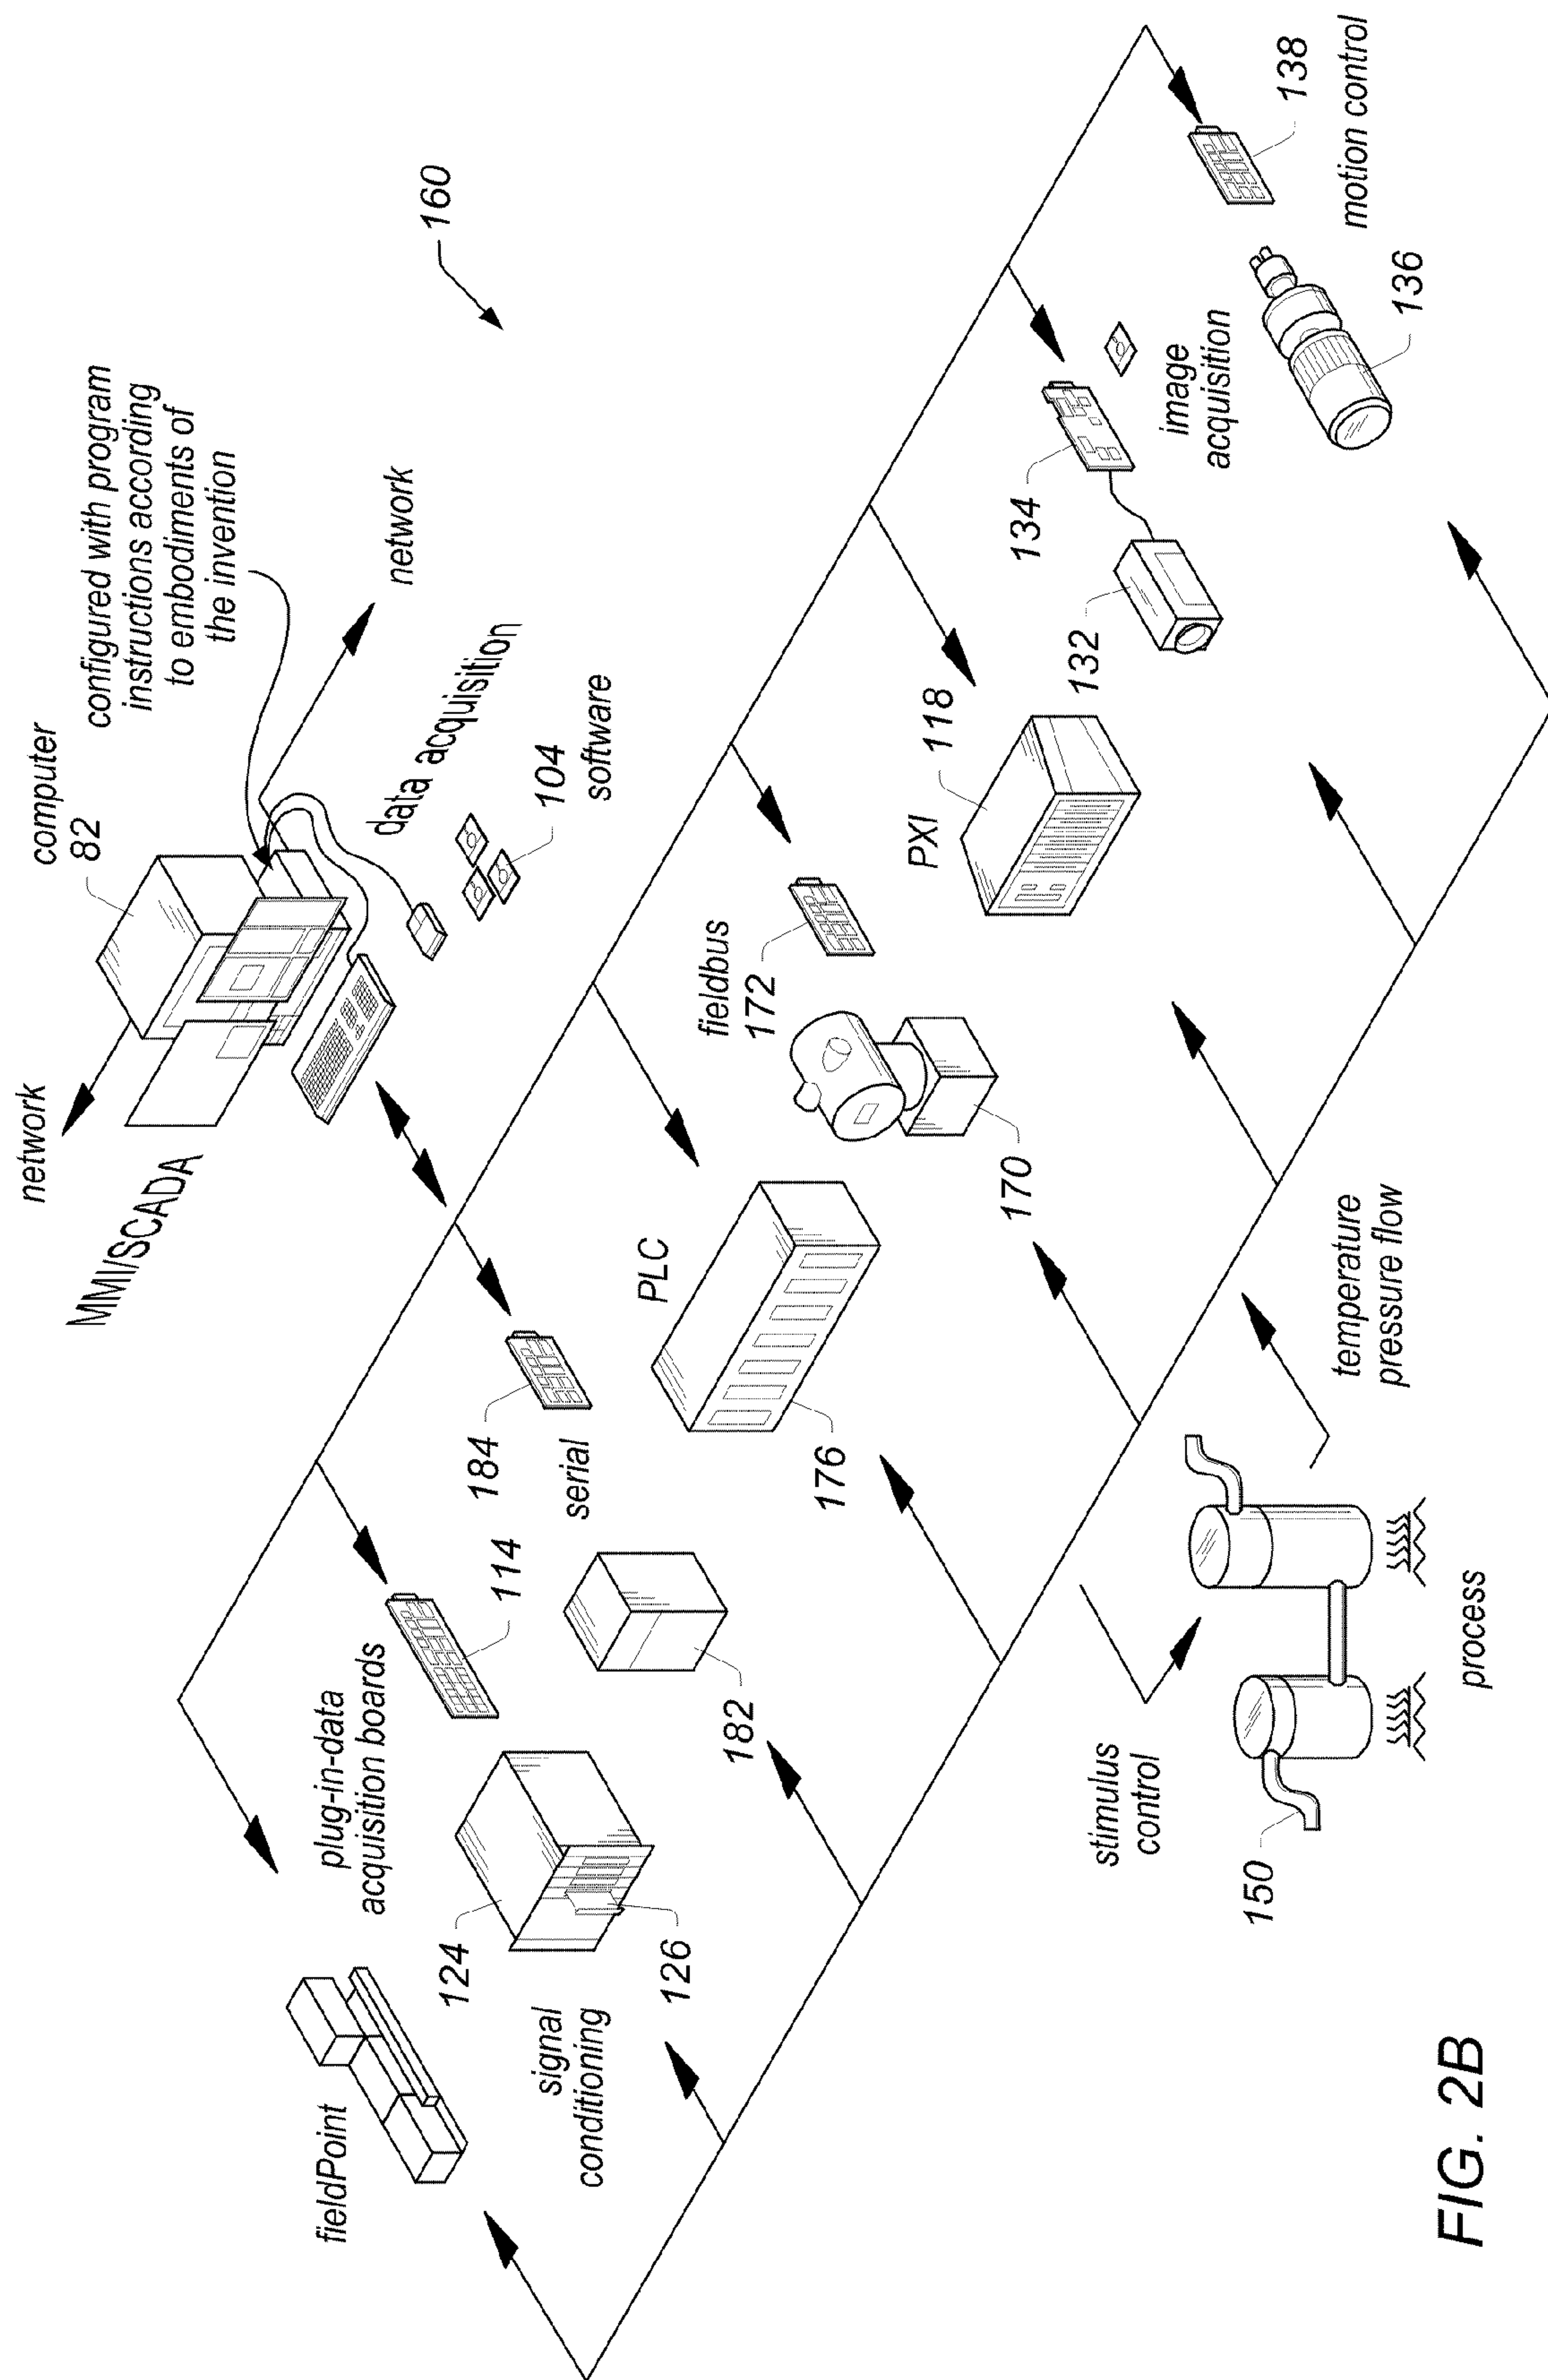 network
computer
82
configured with program
instructions according
to embodiments of
the invention
network
MMI/SCADA
data acquisition
104
software
160
fieldPoint
plug-in-data
acquisition boards
114
184
serial
PLC
fieldbus
172
PXI
118
134
138
124
126
signal
conditioning
182
176
170
132
image
acquisition
motion control
136
stimulus
control
150
process
temperature
pressure flow
FIG. 2B